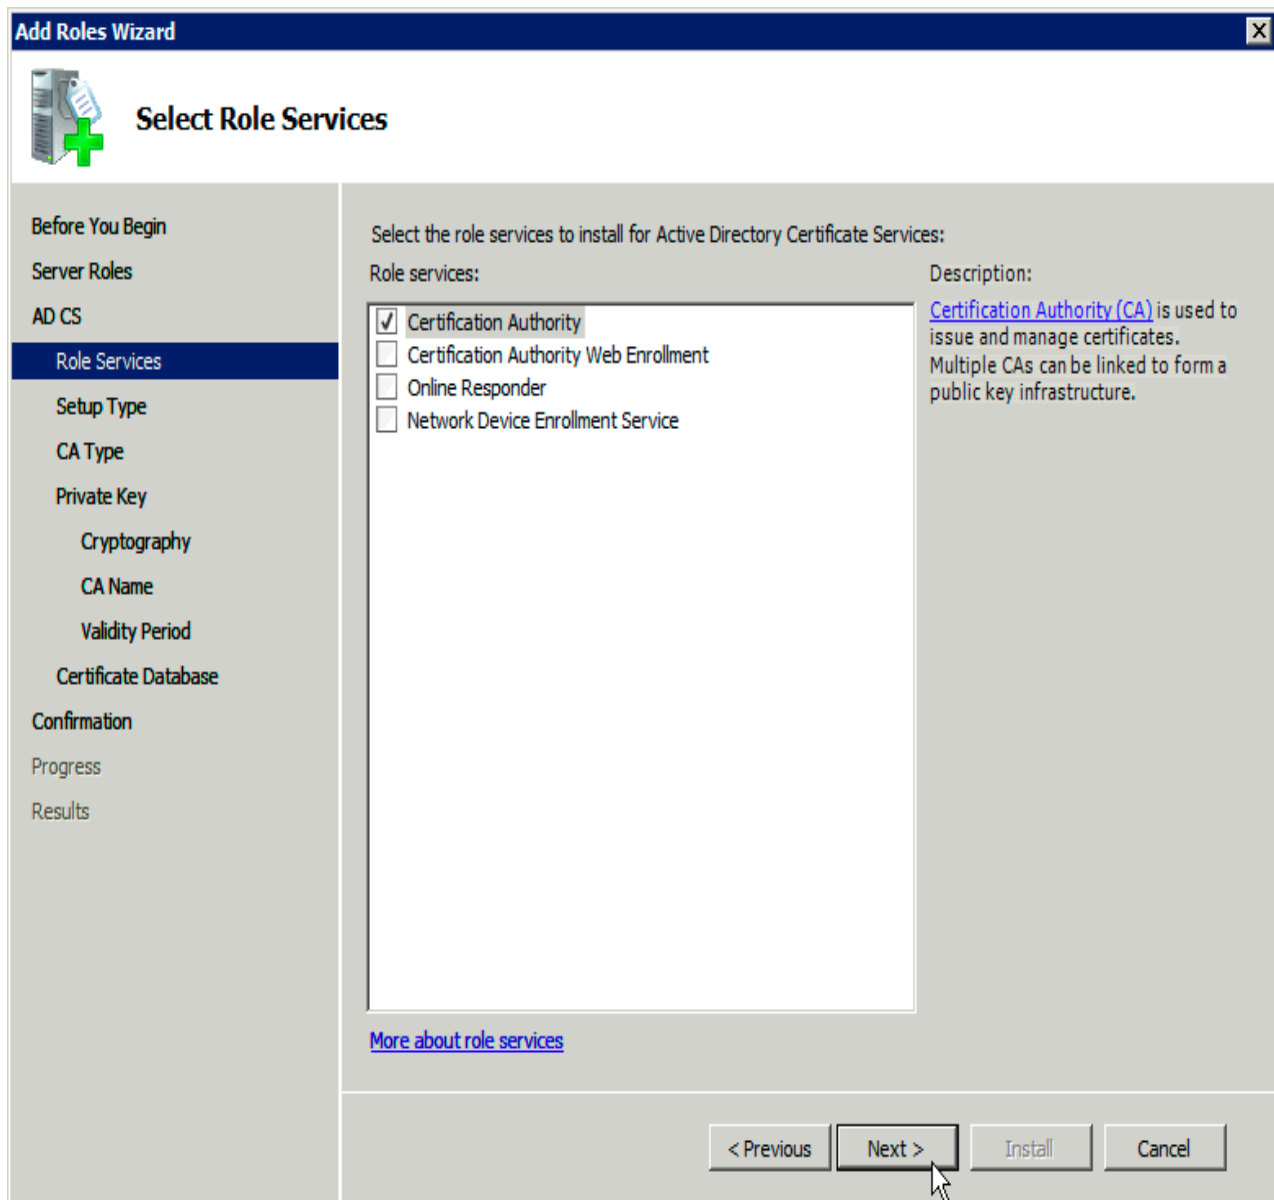 Add Roles Wizard
Select Role Services
Before You Begin
Server Roles
AD CS
Role Services
Setup Type
CA Type
Private Key
Cryptography
CA Name
Validity Period
Certificate Database
Confirmation
Progress
Results
Select the role services to install for Active Directory Certificate Services:
Role services:
Certification Authority
Certification Authority Web Enrollment
Online Responder
Network Device Enrollment Service
More about role services
Description:
Certification Authority (CA) is used to
issue and manage certificates.
Multiple CAs can be linked to form a
public key infrastructure.
< Previous
Next >
Install
Cancel